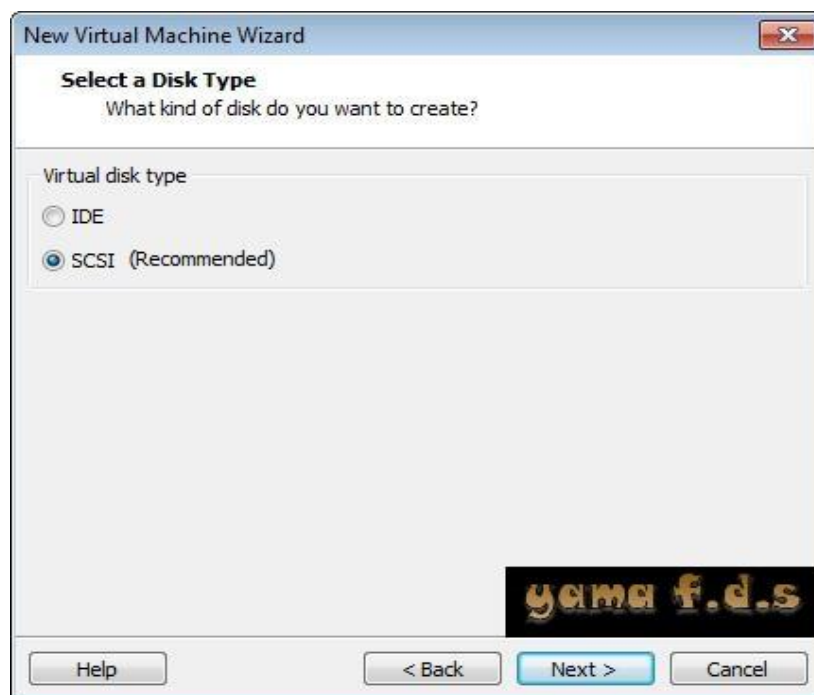 New Virtual Machine Wizard
Select a Disk Type
What kind of disk do you want to create?
Virtual disk type
IDE
SCSI (Recommended)
yama f.d.s
Help
< Back
Next >
Cancel